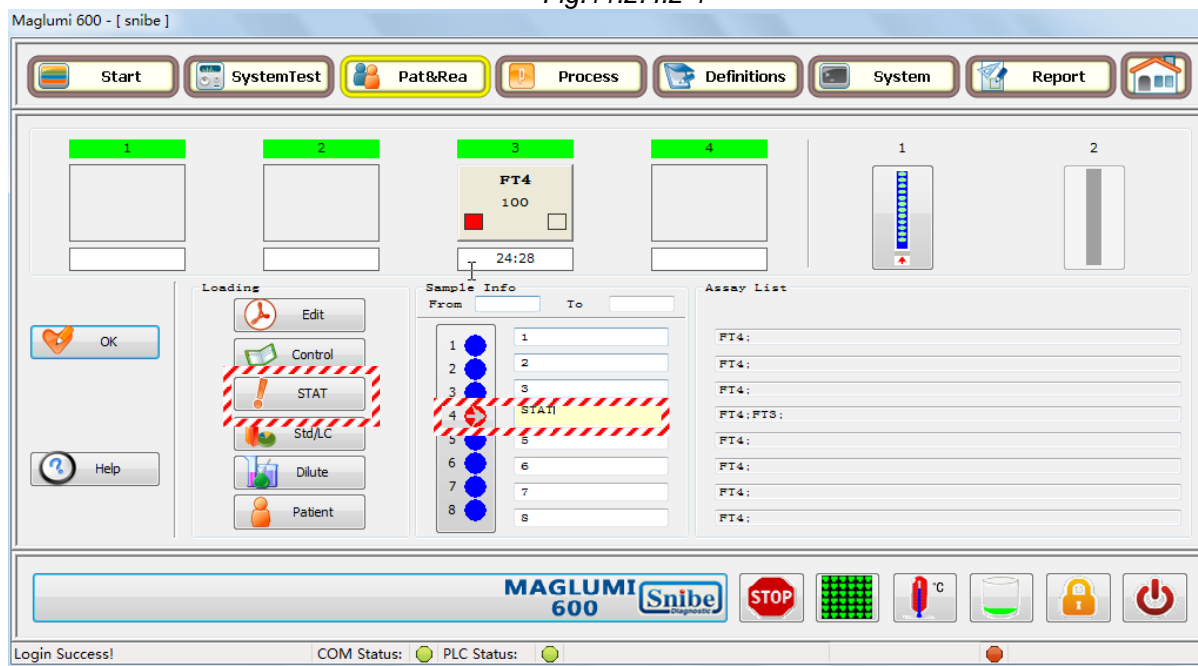 Maglumi 600 - [ snibe ]
Start SystemTest Pat&Rea Process Definitions System Report
1 2 3 4 1 2
FT4
100
24:28
Loading
Edit
Control
STAT
Std/LC
Dilute
Patient
OK
Help
Sample Info
From To
1 1
2 2
3 3
4 STAT
5 5
6 6
7 7
8 8
Assay List
FT4;
FT4;
FT4;
FT4;FT3;
FT4;
FT4;
FT4;
FT4;
MAGLUMI
600
Snibe
Diagnostic
STOP
°C
Login Success! COM Status: PLC Status: